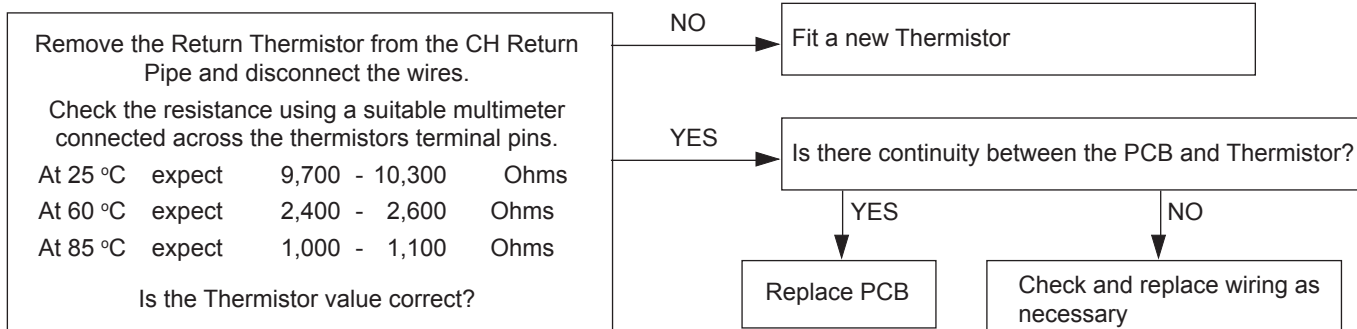 Remove the Return Thermistor from the CH Return
Pipe and disconnect the wires.
Check the resistance using a suitable multimeter
connected across the thermistors terminal pins.
At 25 °C expect 9,700 - 10,300 Ohms
At 60 °C expect 2,400 - 2,600 Ohms
At 85 °C expect 1,000 - 1,100 Ohms
Is the Thermistor value correct?
NO
Fit a new Thermistor
YES
Is there continuity between the PCB and Thermistor?
YES
NO
Replace PCB
Check and replace wiring as
necessary